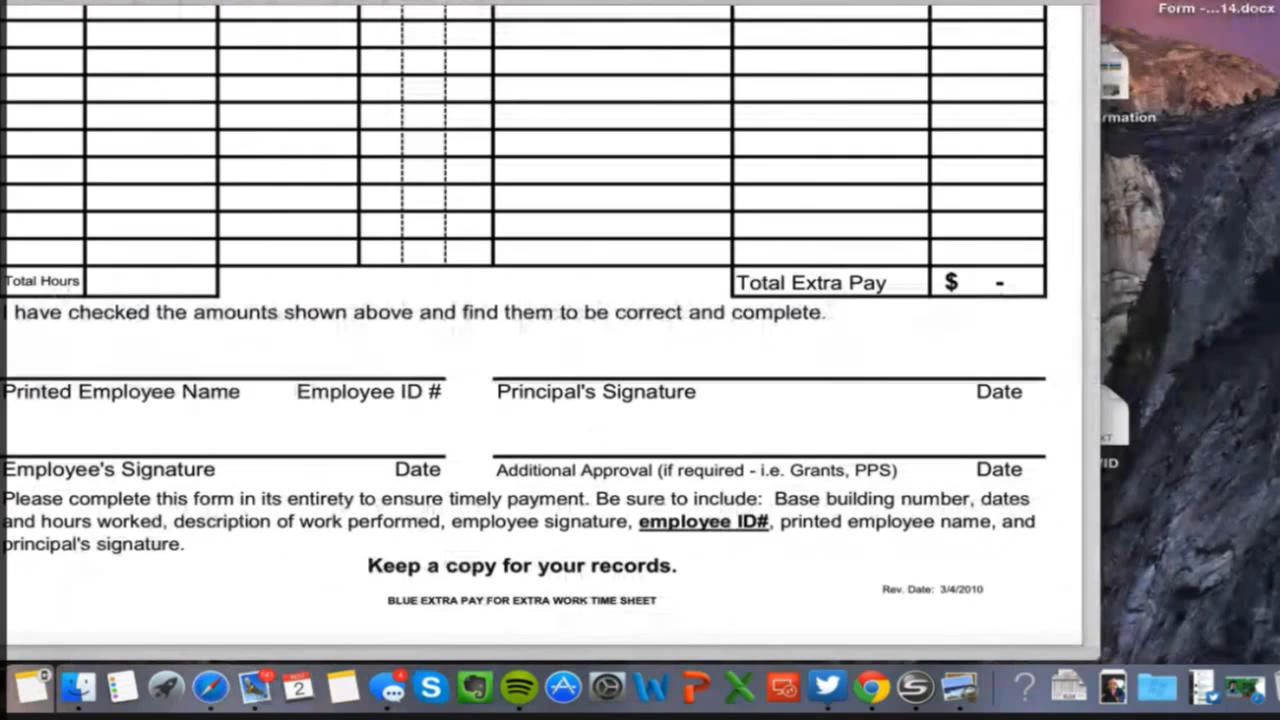 Form -...14.docx
rmation
Total Hours Total Extra Pay $ -
I have checked the amounts shown above and find them to be correct and complete.
Printed Employee Name Employee ID # Principal's Signature Date
Employee's Signature Date Additional Approval (if required - i.e. Grants, PPS) Date
Please complete this form in its entirety to ensure timely payment. Be sure to include: Base building number, dates
and hours worked, description of work performed, employee signature, employee ID#, printed employee name, and
principal's signature.
Keep a copy for your records.
Rev. Date: 3/4/2010
BLUE EXTRA PAY FOR EXTRA WORK TIME SHEET
2